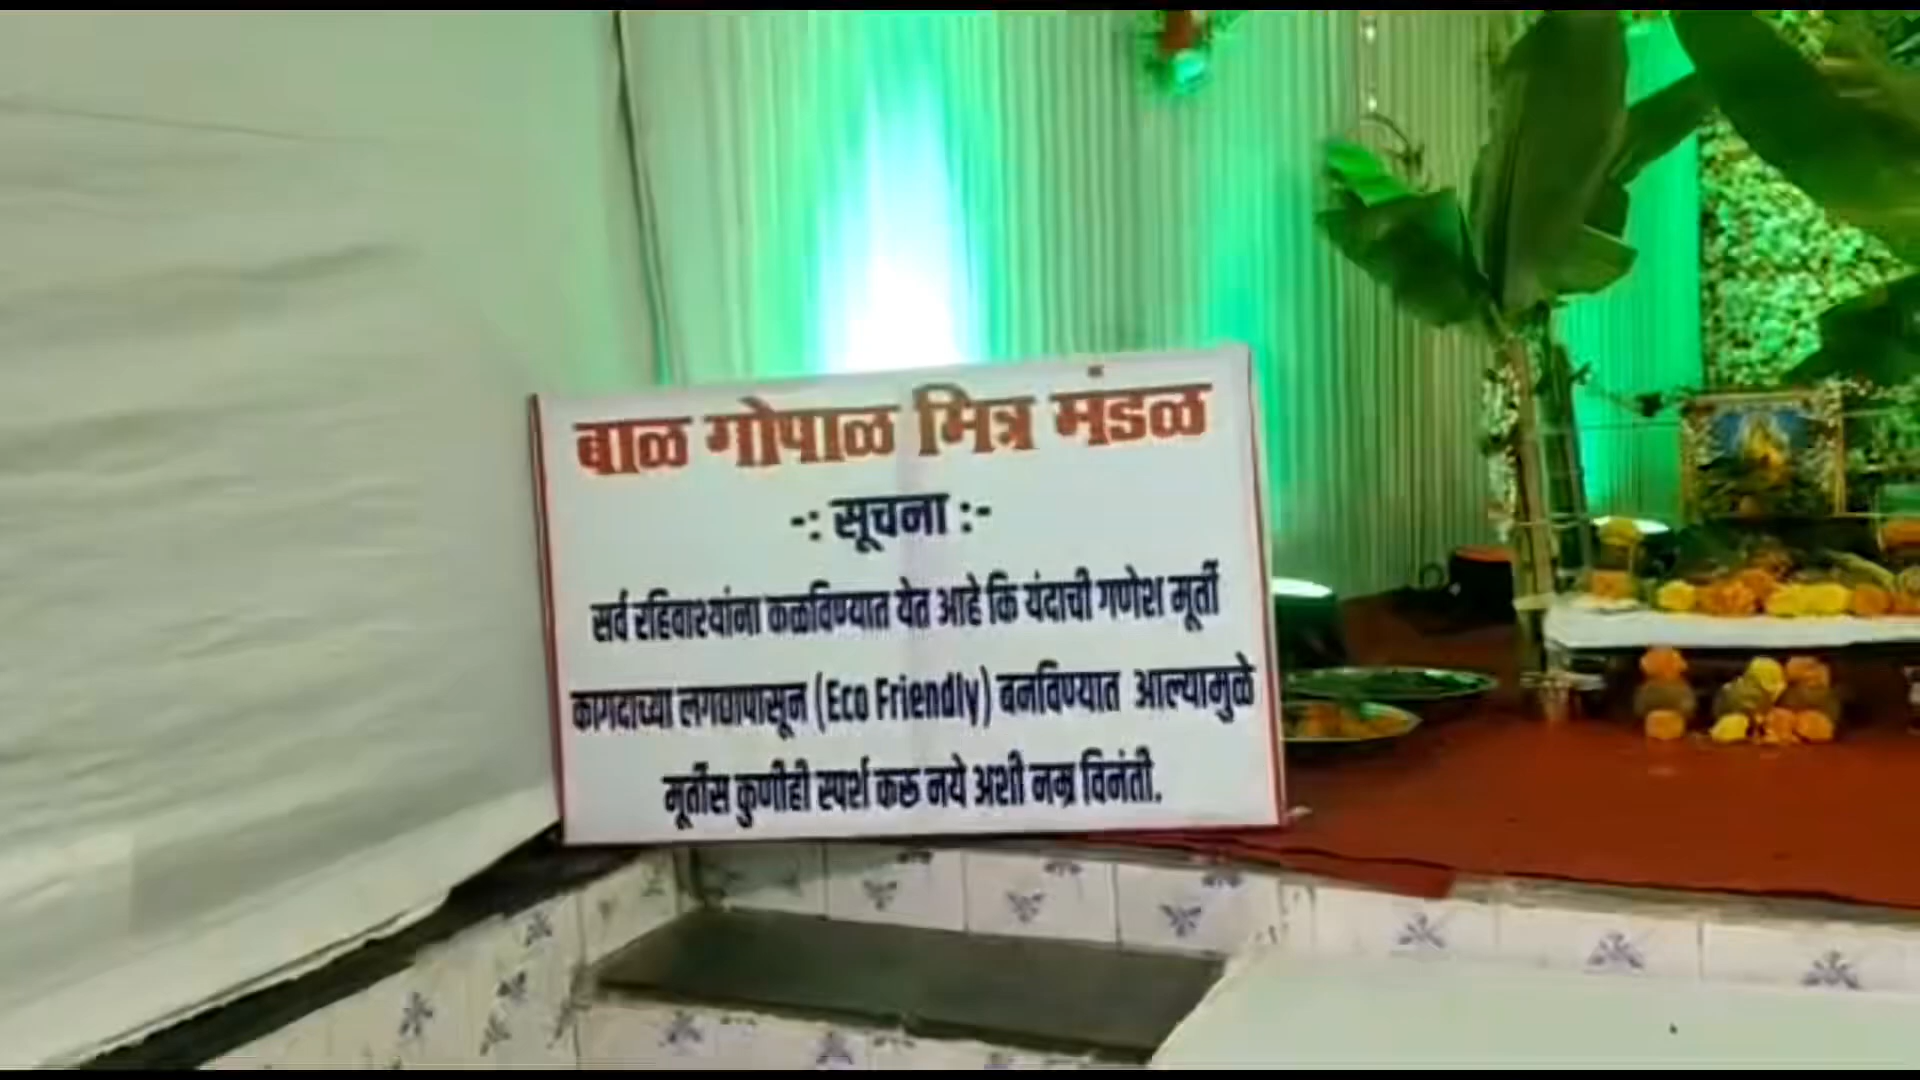 बाळ गोपाळ मित्र मंडळ
-: सूचना :-
सर्व रहिवाश्यांना कळविण्यात येत आहे कि यंदाची गणेश मूर्ती
कागदाच्या लगद्यापासून (Eco Friendly) बनविण्यात आल्यामुळे
मूर्तीस कुणीही स्पर्श करू नये अशी नम्र विनंती.